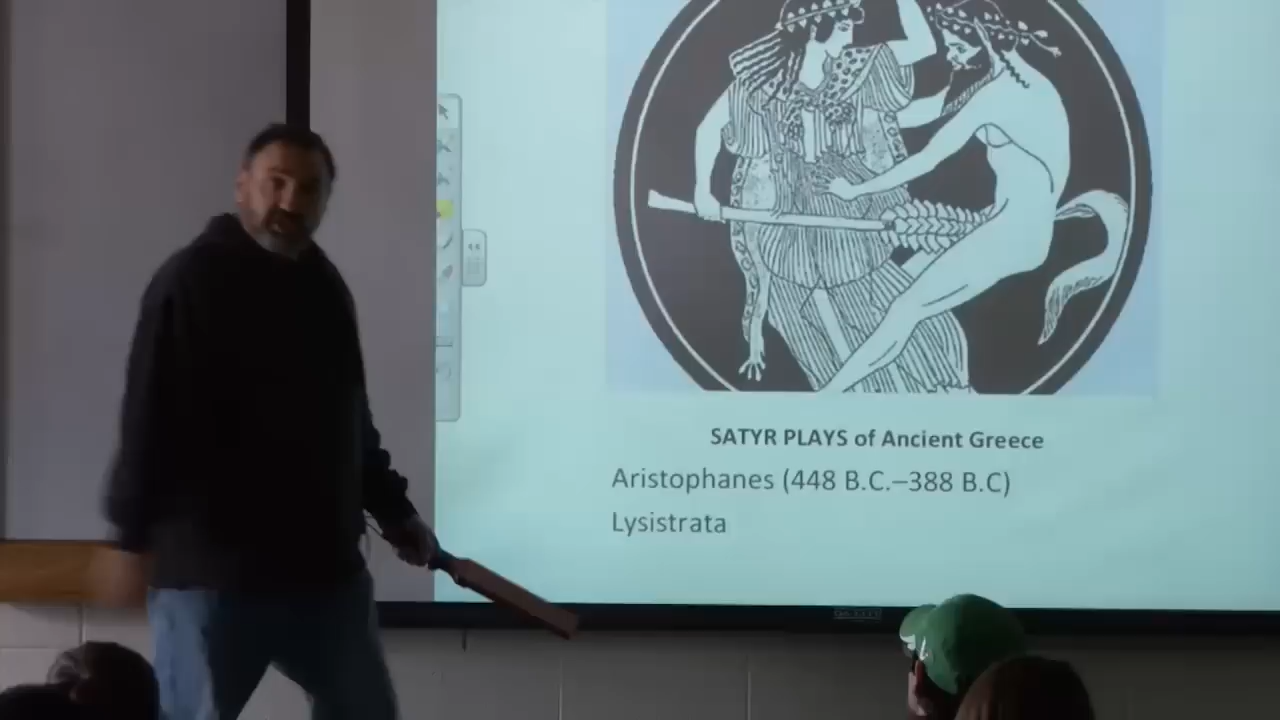 SATYR PLAYS of Ancient Greece
Aristophanes (448 B.C.–388 B.C)
Lysistrata